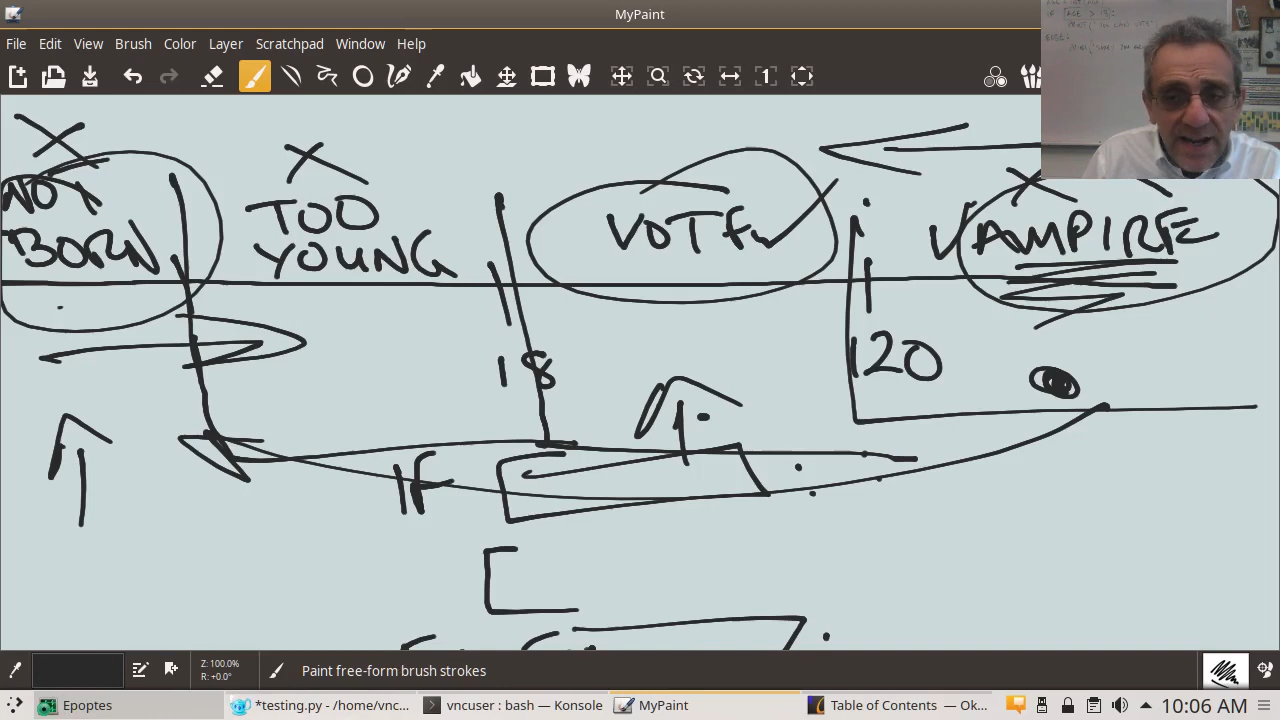 MyPaint
File Edit View Brush Color Layer Scratchpad Window Help
NOT
BORN
TOO
YOUNG
VOTE
VAMPIRE
18
120
IF
Z: 100.0%
R: +0.0°
Paint free-form brush strokes
Epoptes
*testing.py - /home/vnc...
vncuser : bash — Konsole
MyPaint
Table of Contents — Ok...
10:06 AM